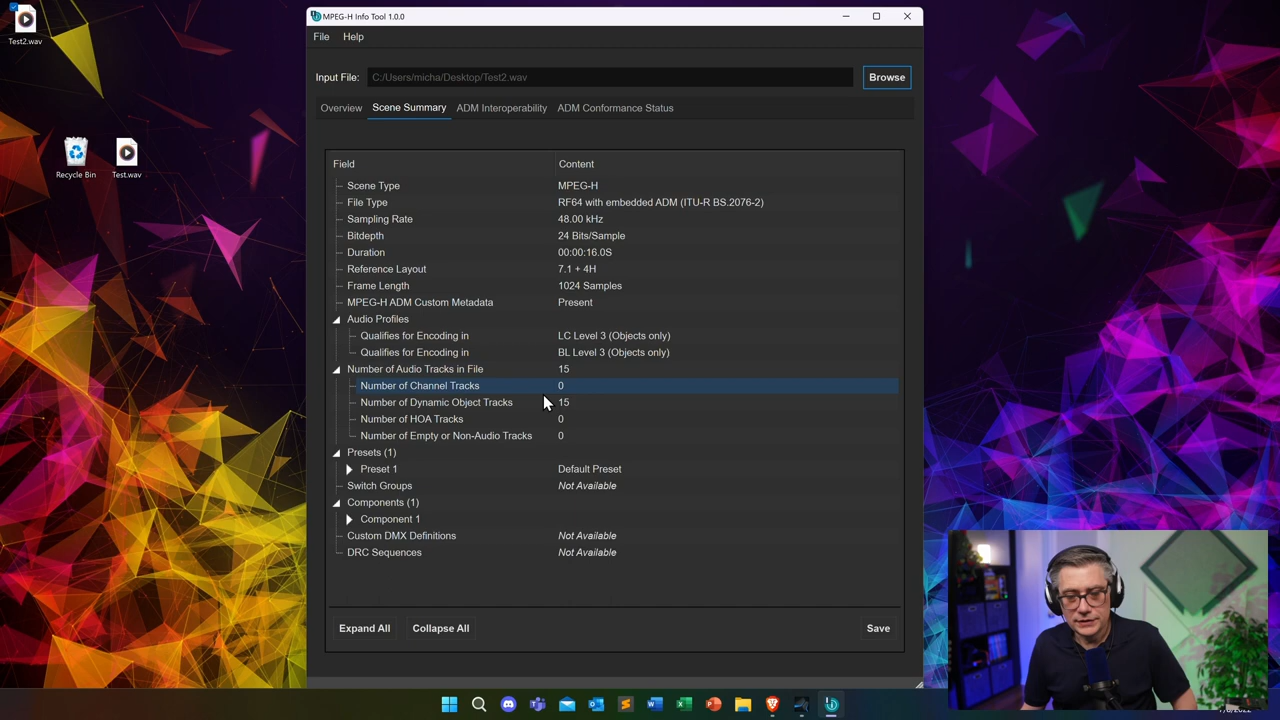 Test2.wav
Recycle Bin
Test.wav
MPEG-H Info Tool 1.0.0
File Help
Input File: C:/Users/micha/Desktop/Test2.wav Browse
Overview Scene Summary ADM Interoperability ADM Conformance Status
Field Content
Scene Type MPEG-H
File Type RF64 with embedded ADM (ITU-R BS.2076-2)
Sampling Rate 48.00 kHz
Bitdepth 24 Bits/Sample
Duration 00:00:16.0S
Reference Layout 7.1 + 4H
Frame Length 1024 Samples
MPEG-H ADM Custom Metadata Present
Audio Profiles
Qualifies for Encoding in LC Level 3 (Objects only)
Qualifies for Encoding in BL Level 3 (Objects only)
Number of Audio Tracks in File 15
Number of Channel Tracks 0
Number of Dynamic Object Tracks 15
Number of HOA Tracks 0
Number of Empty or Non-Audio Tracks 0
Presets (1)
Preset 1 Default Preset
Switch Groups Not Available
Components (1)
Component 1
Custom DMX Definitions Not Available
DRC Sequences Not Available
Expand All Collapse All Save